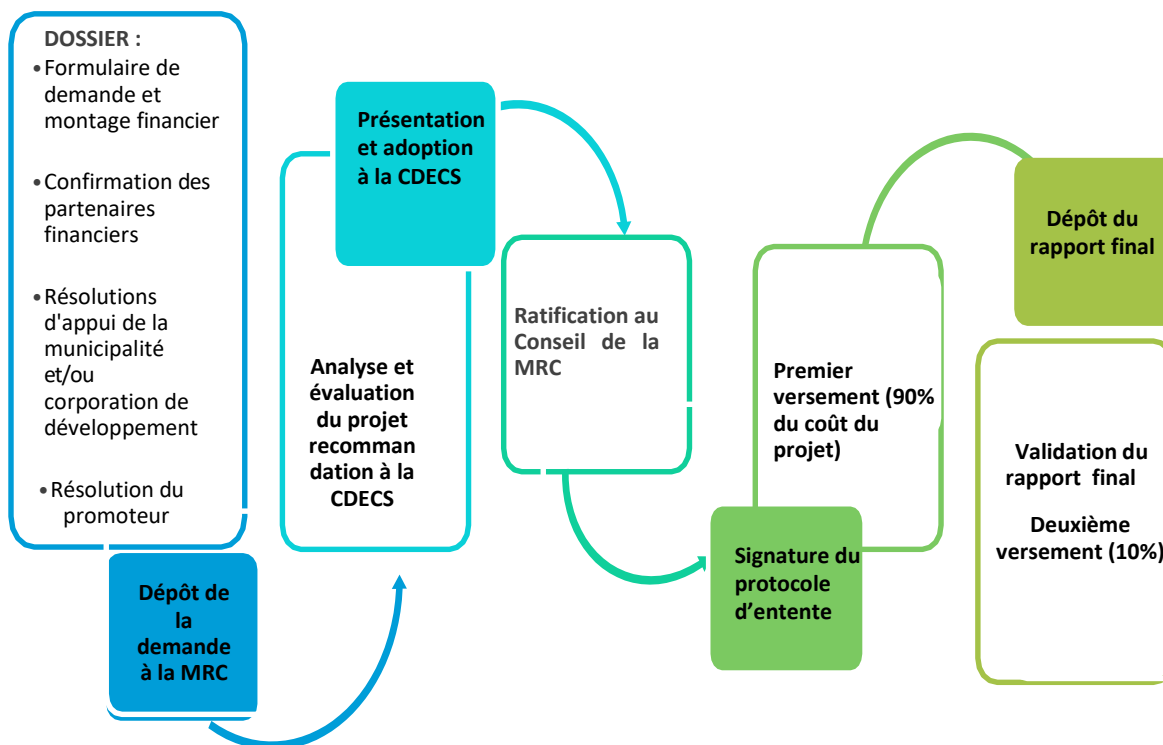 DOSSIER :
•Formulaire de
demande et
montage financier
•Confirmation des
partenaires
financiers
•Résolutions
d'appui de la
municipalité
et/ou
corporation de
développement
•Résolution du
promoteur
Dépôt de
la
demande
à la MRC
Présentation
et adoption
à la CDECS
Analyse et
évaluation
du projet
recomman
dation à la
CDECS
Ratification au
Conseil de la
MRC
Signature du
protocole
d’entente
Premier
versement (90%
du coût du
projet)
Dépôt du
rapport final
Validation du
rapport final
Deuxième
versement (10%)